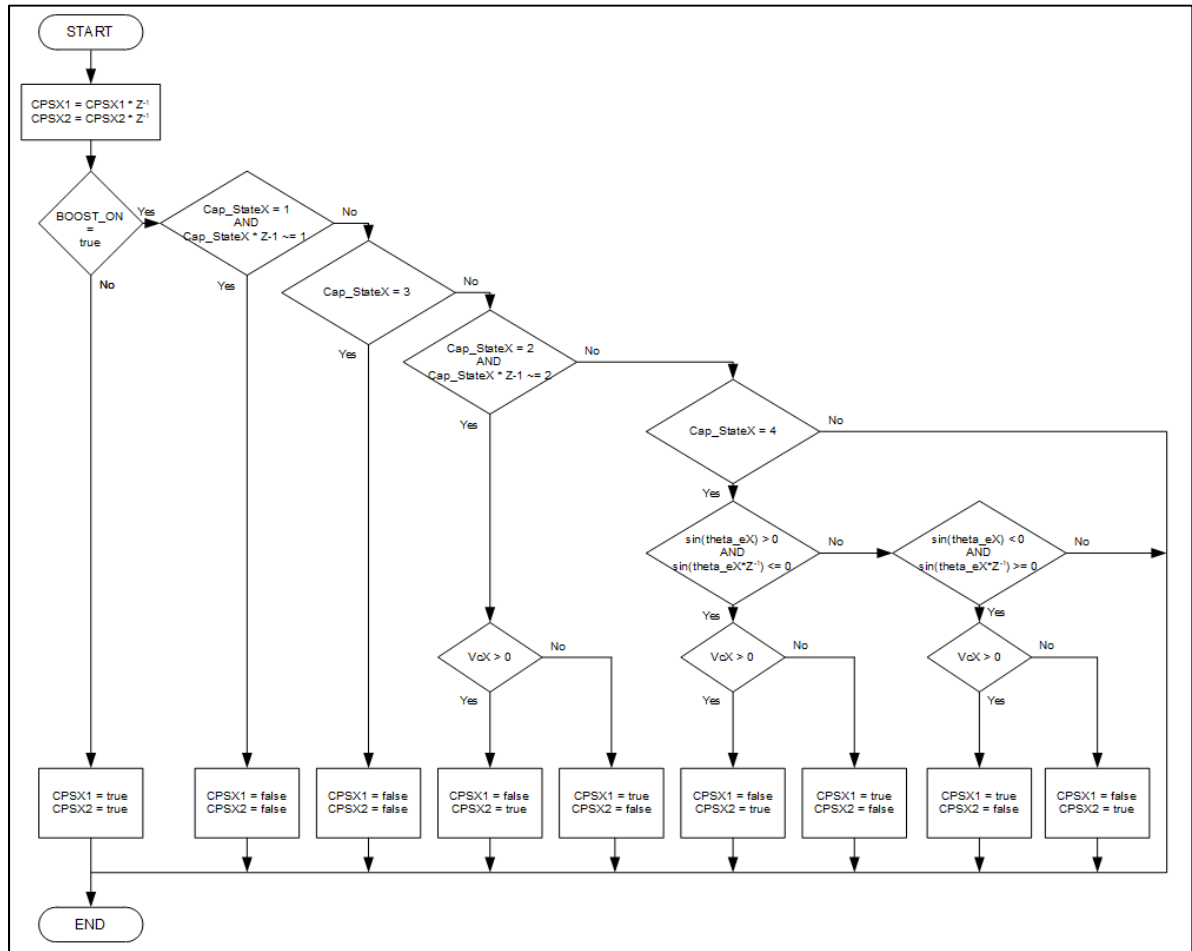 START
CPSX1 = CPSX1 * Z⁻¹
CPSX2 = CPSX2 * Z⁻¹
BOOST_ON
=
true
Yes
No
Cap_StateX = 1
AND
Cap_StateX * Z-1 ~= 1
No
Yes
Cap_StateX = 3
No
Yes
Cap_StateX = 2
AND
Cap_StateX * Z-1 ~= 2
No
Yes
Cap_StateX = 4
No
Yes
sin(theta_eX) > 0
AND
sin(theta_eX*Z⁻¹) <= 0
No
Yes
sin(theta_eX) < 0
AND
sin(theta_eX*Z⁻¹) >= 0
No
Yes
VcX > 0
No
Yes
VcX > 0
No
Yes
VcX > 0
No
Yes
CPSX1 = true
CPSX2 = true
CPSX1 = false
CPSX2 = false
CPSX1 = false
CPSX2 = false
CPSX1 = false
CPSX2 = true
CPSX1 = true
CPSX2 = false
CPSX1 = false
CPSX2 = true
CPSX1 = true
CPSX2 = false
CPSX1 = true
CPSX2 = false
CPSX1 = false
CPSX2 = true
END